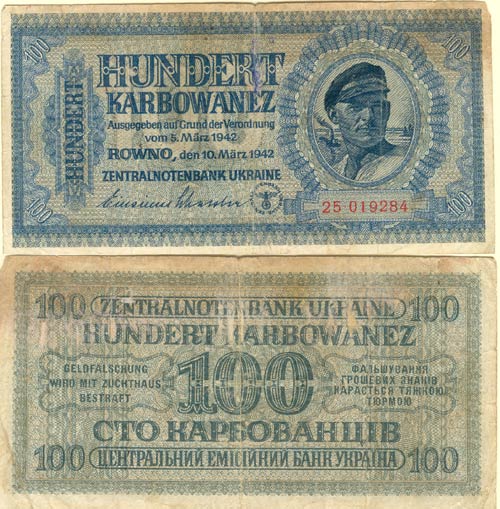 100
100
HUNDERT
HUNDERT
KARBOWANEZ
Ausgegeben auf Grund der Verordnung
vom 5. März 1942
ROWNO, den 10. März 1942
ZENTRALNOTENBANK UKRAINE
25 019284
100
100
100 ZENTRALNOTENBANK UKRAINE 100
HUNDERT KARBOWANEZ
GELDFÄLSCHUNG
WIRD MIT ZUCHTHAUS
BESTRAFT
100
ФАЛЬШУВАННЯ
ГРОШЕВИХ ЗНАКІВ
КАРАЄТЬСЯ ТЯЖКОЮ
ТЮРМОЮ
СТО КАРБОВАНЦІВ
100 ЦЕНТРАЛЬНИЙ ЕМІСІЙНИЙ БАНК УКРАЇНА 100